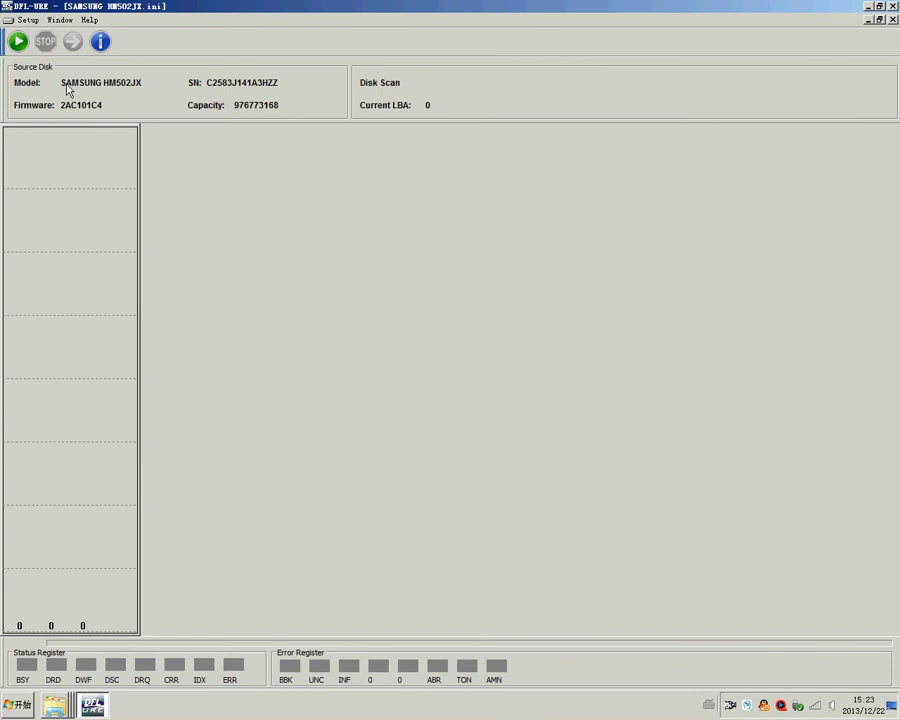 DFL-URE - [SAMSUNG HM502JX.ini]
Setup Window Help
STOP
Source Disk
Model: SAMSUNG HM502JX SN: C2583J141A3HZZ Disk Scan
Firmware: 2AC101C4 Capacity: 976773168 Current LBA: 0
0 0 0
Status Register Error Register
BSY DRD DWF DSC DRQ CRR IDX ERR BBK UNC INF 0 0 ABR TON AMN
开始 DFL URE 15:23
2013/12/22